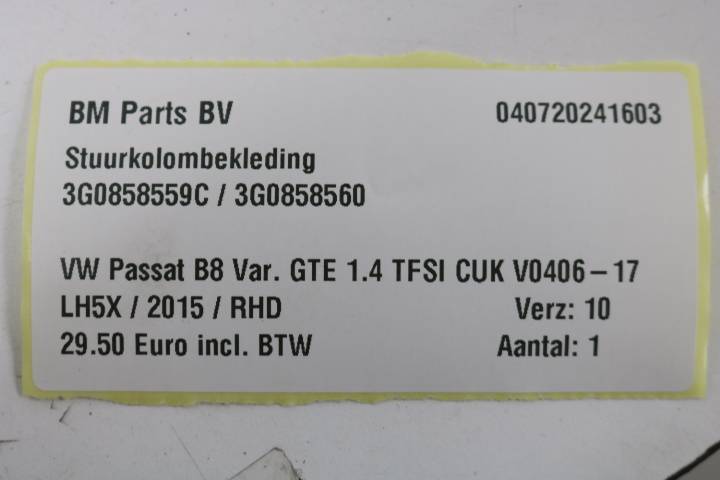 BM Parts BV 040720241603
Stuurkolombekleding
3G0858559C / 3G0858560
VW Passat B8 Var. GTE 1.4 TFSI CUK V0406-17
LH5X / 2015 / RHD Verz: 10
29.50 Euro incl. BTW Aantal: 1